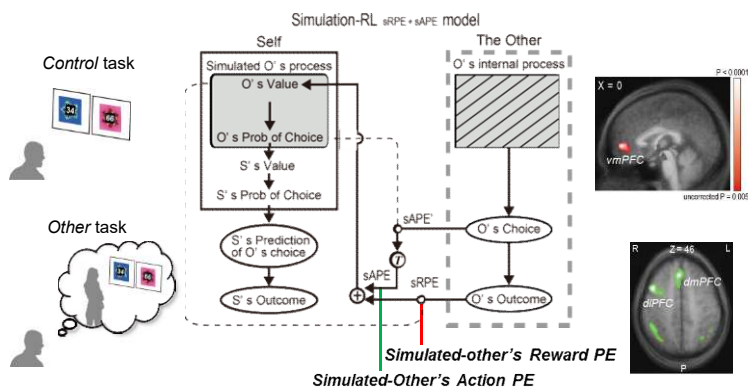 Simulation-RL sRPE + sAPE model
Self
The Other
Control task
34
66
Simulated O' s process
O' s Value
O' s Prob of Choice
S' s Value
S' s Prob of Choice
S' s Prediction
of O' s choice
S' s Outcome
O' s internal process
O' s Choice
O' s Outcome
sAPE'
T
sAPE
sRPE
+
Other task
34
66
Simulated-other's Reward PE
Simulated-Other's Action PE
X = 0
vmPFC
P < 0.0001
uncorrected P = 0.005
R
Z = 46
L
dmPFC
dlPFC
P